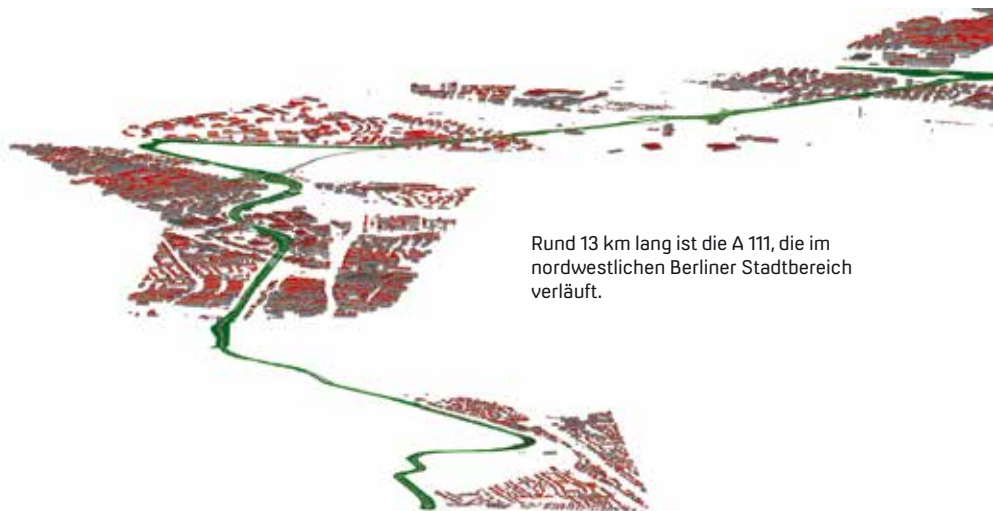 Rund 13 km lang ist die A 111, die im
nordwestlichen Berliner Stadtbereich
verläuft.